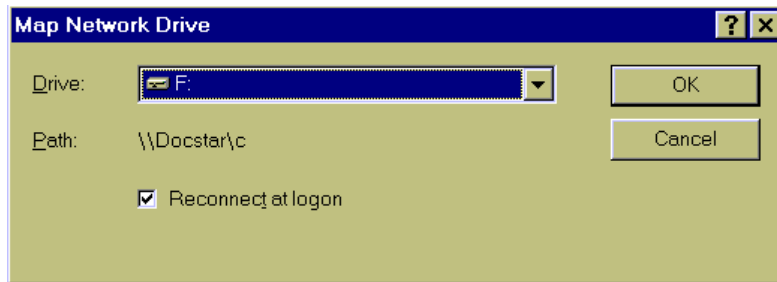 Map Network Drive ? ×
Drive: F: OK
Path: \\Docstar\c Cancel
Reconnect at logon